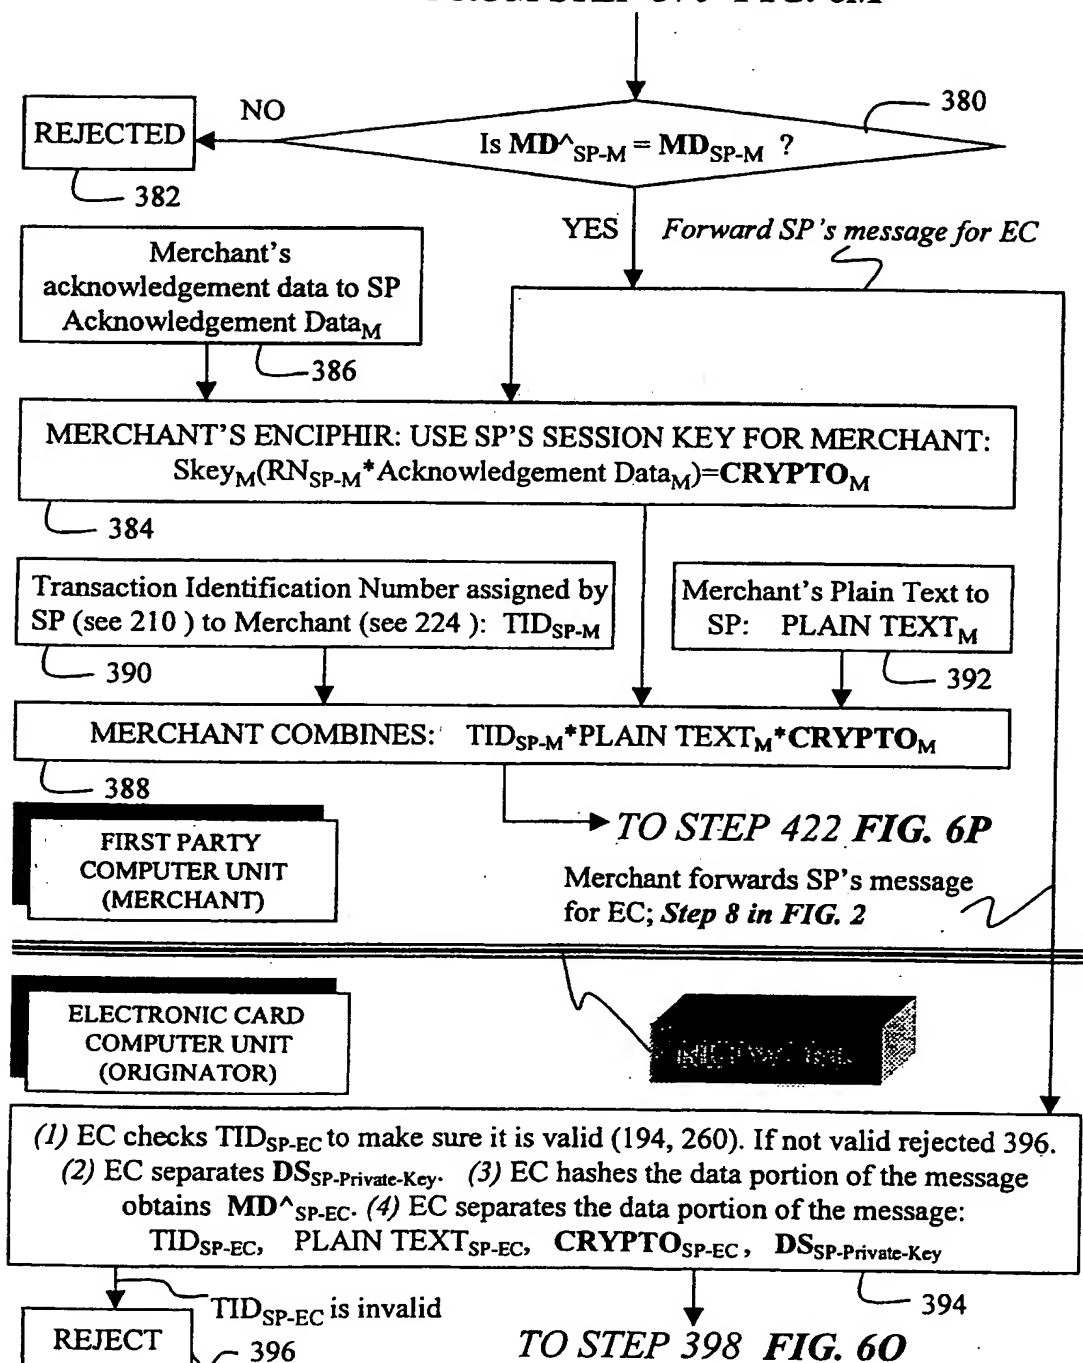 380
NO
REJECTED
Is MD^SP-M = MDSP-M ?
382
YES
Forward SP's message for EC
Merchant's
acknowledgement data to SP
Acknowledgement DataM
386
MERCHANT'S ENCIPHIR: USE SP'S SESSION KEY FOR MERCHANT:
SkeyM(RNSP-M*Acknowledgement DataM)=CRYPTOM
384
Transaction Identification Number assigned by
SP (see 210 ) to Merchant (see 224 ): TIDSP-M
390
Merchant's Plain Text to
SP: PLAIN TEXTM
392
MERCHANT COMBINES: TIDSP-M*PLAIN TEXTM*CRYPTOM
388
TO STEP 422 FIG. 6P
FIRST PARTY
COMPUTER UNIT
(MERCHANT)
Merchant forwards SP's message
for EC; Step 8 in FIG. 2
ELECTRONIC CARD
COMPUTER UNIT
(ORIGINATOR)
(1) EC checks TIDSP-EC to make sure it is valid (194, 260). If not valid rejected 396.
(2) EC separates DSSP-Private-Key. (3) EC hashes the data portion of the message
obtains MD^SP-EC. (4) EC separates the data portion of the message:
TIDSP-EC, PLAIN TEXTSP-EC, CRYPTOSP-EC, DSSP-Private-Key
394
TIDSP-EC is invalid
REJECT
396
TO STEP 398 FIG. 6O